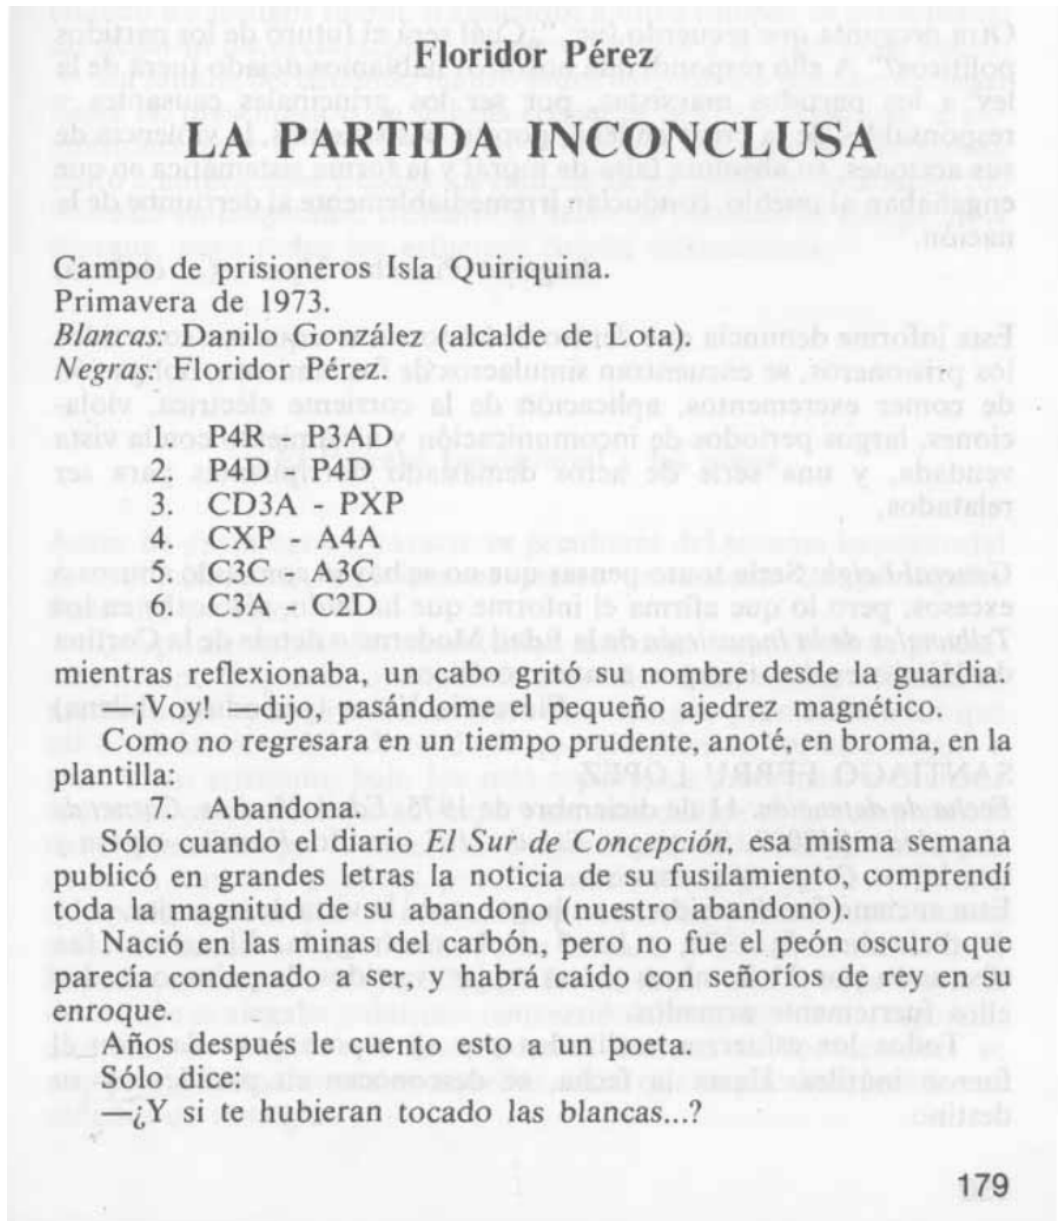 Floridor Pérez
LA PARTIDA INCONCLUSA
Campo de prisioneros Isla Quiriquina.
Primavera de 1973.
Blancas: Danilo González (alcalde de Lota).
Negras: Floridor Pérez.
1. P4R - P3AD
2. P4D - P4D
3. CD3A - PXP
4. CXP - A4A
5. C3C - A3C
6. C3A - C2D
mientras reflexionaba, un cabo gritó su nombre desde la guardia.
—¡Voy! —dijo, pasándome el pequeño ajedrez magnético.
Como no regresara en un tiempo prudente, anoté, en broma, en la
plantilla:
7. Abandona.
Sólo cuando el diario El Sur de Concepción, esa misma semana
publicó en grandes letras la noticia de su fusilamiento, comprendí
toda la magnitud de su abandono (nuestro abandono).
Nació en las minas del carbón, pero no fue el peón oscuro que
parecía condenado a ser, y habrá caído con señoríos de rey en su
enroque.
Años después le cuento esto a un poeta.
Sólo dice:
—¿Y si te hubieran tocado las blancas...?
179